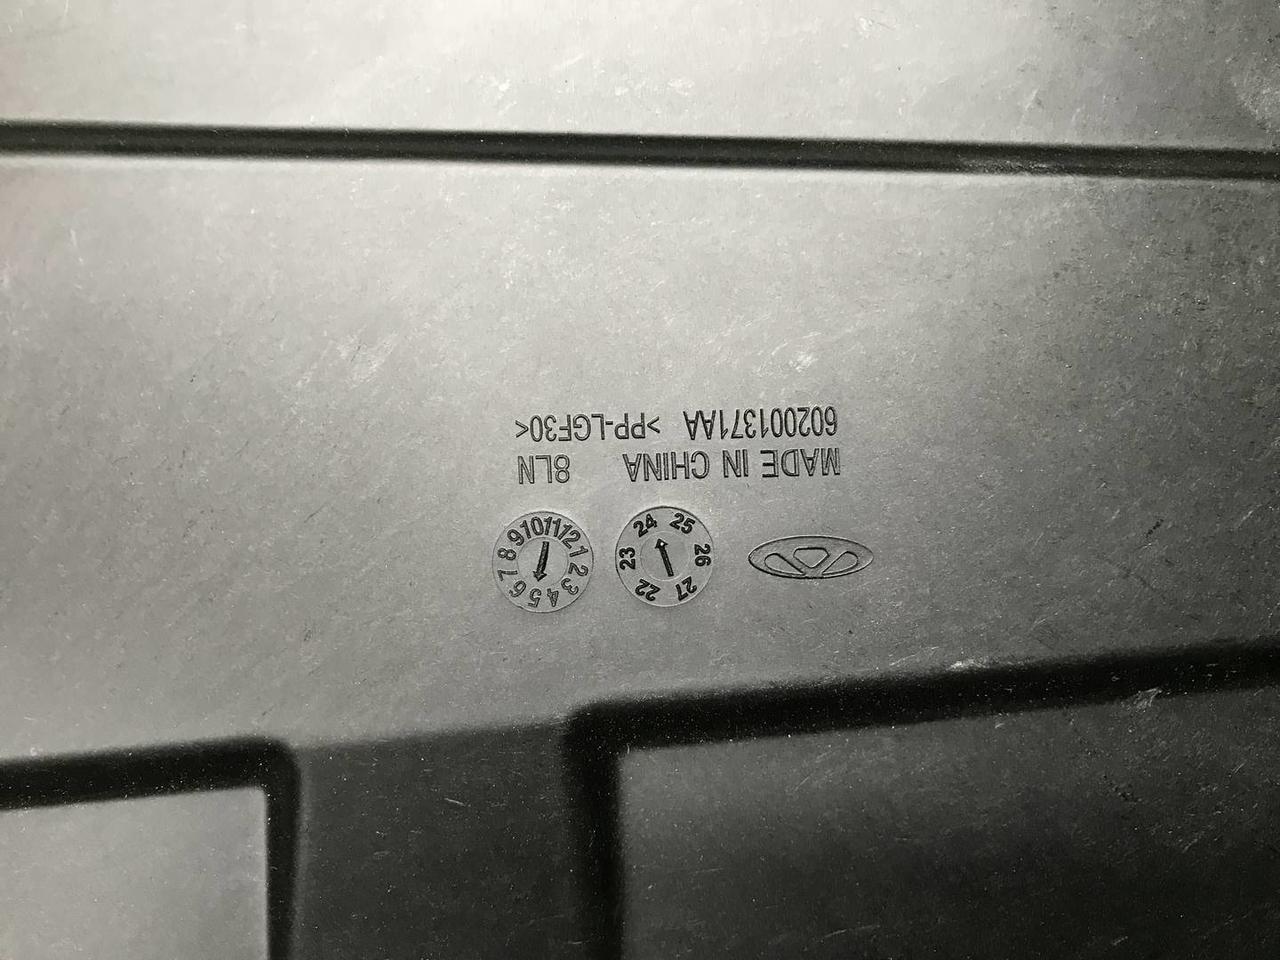 602001371AA >PP-LGF30<
MADE IN CHINA 8LN
22 23 24 25 26 27
1 2 3 4 5 6 7 8 9 10 11 12